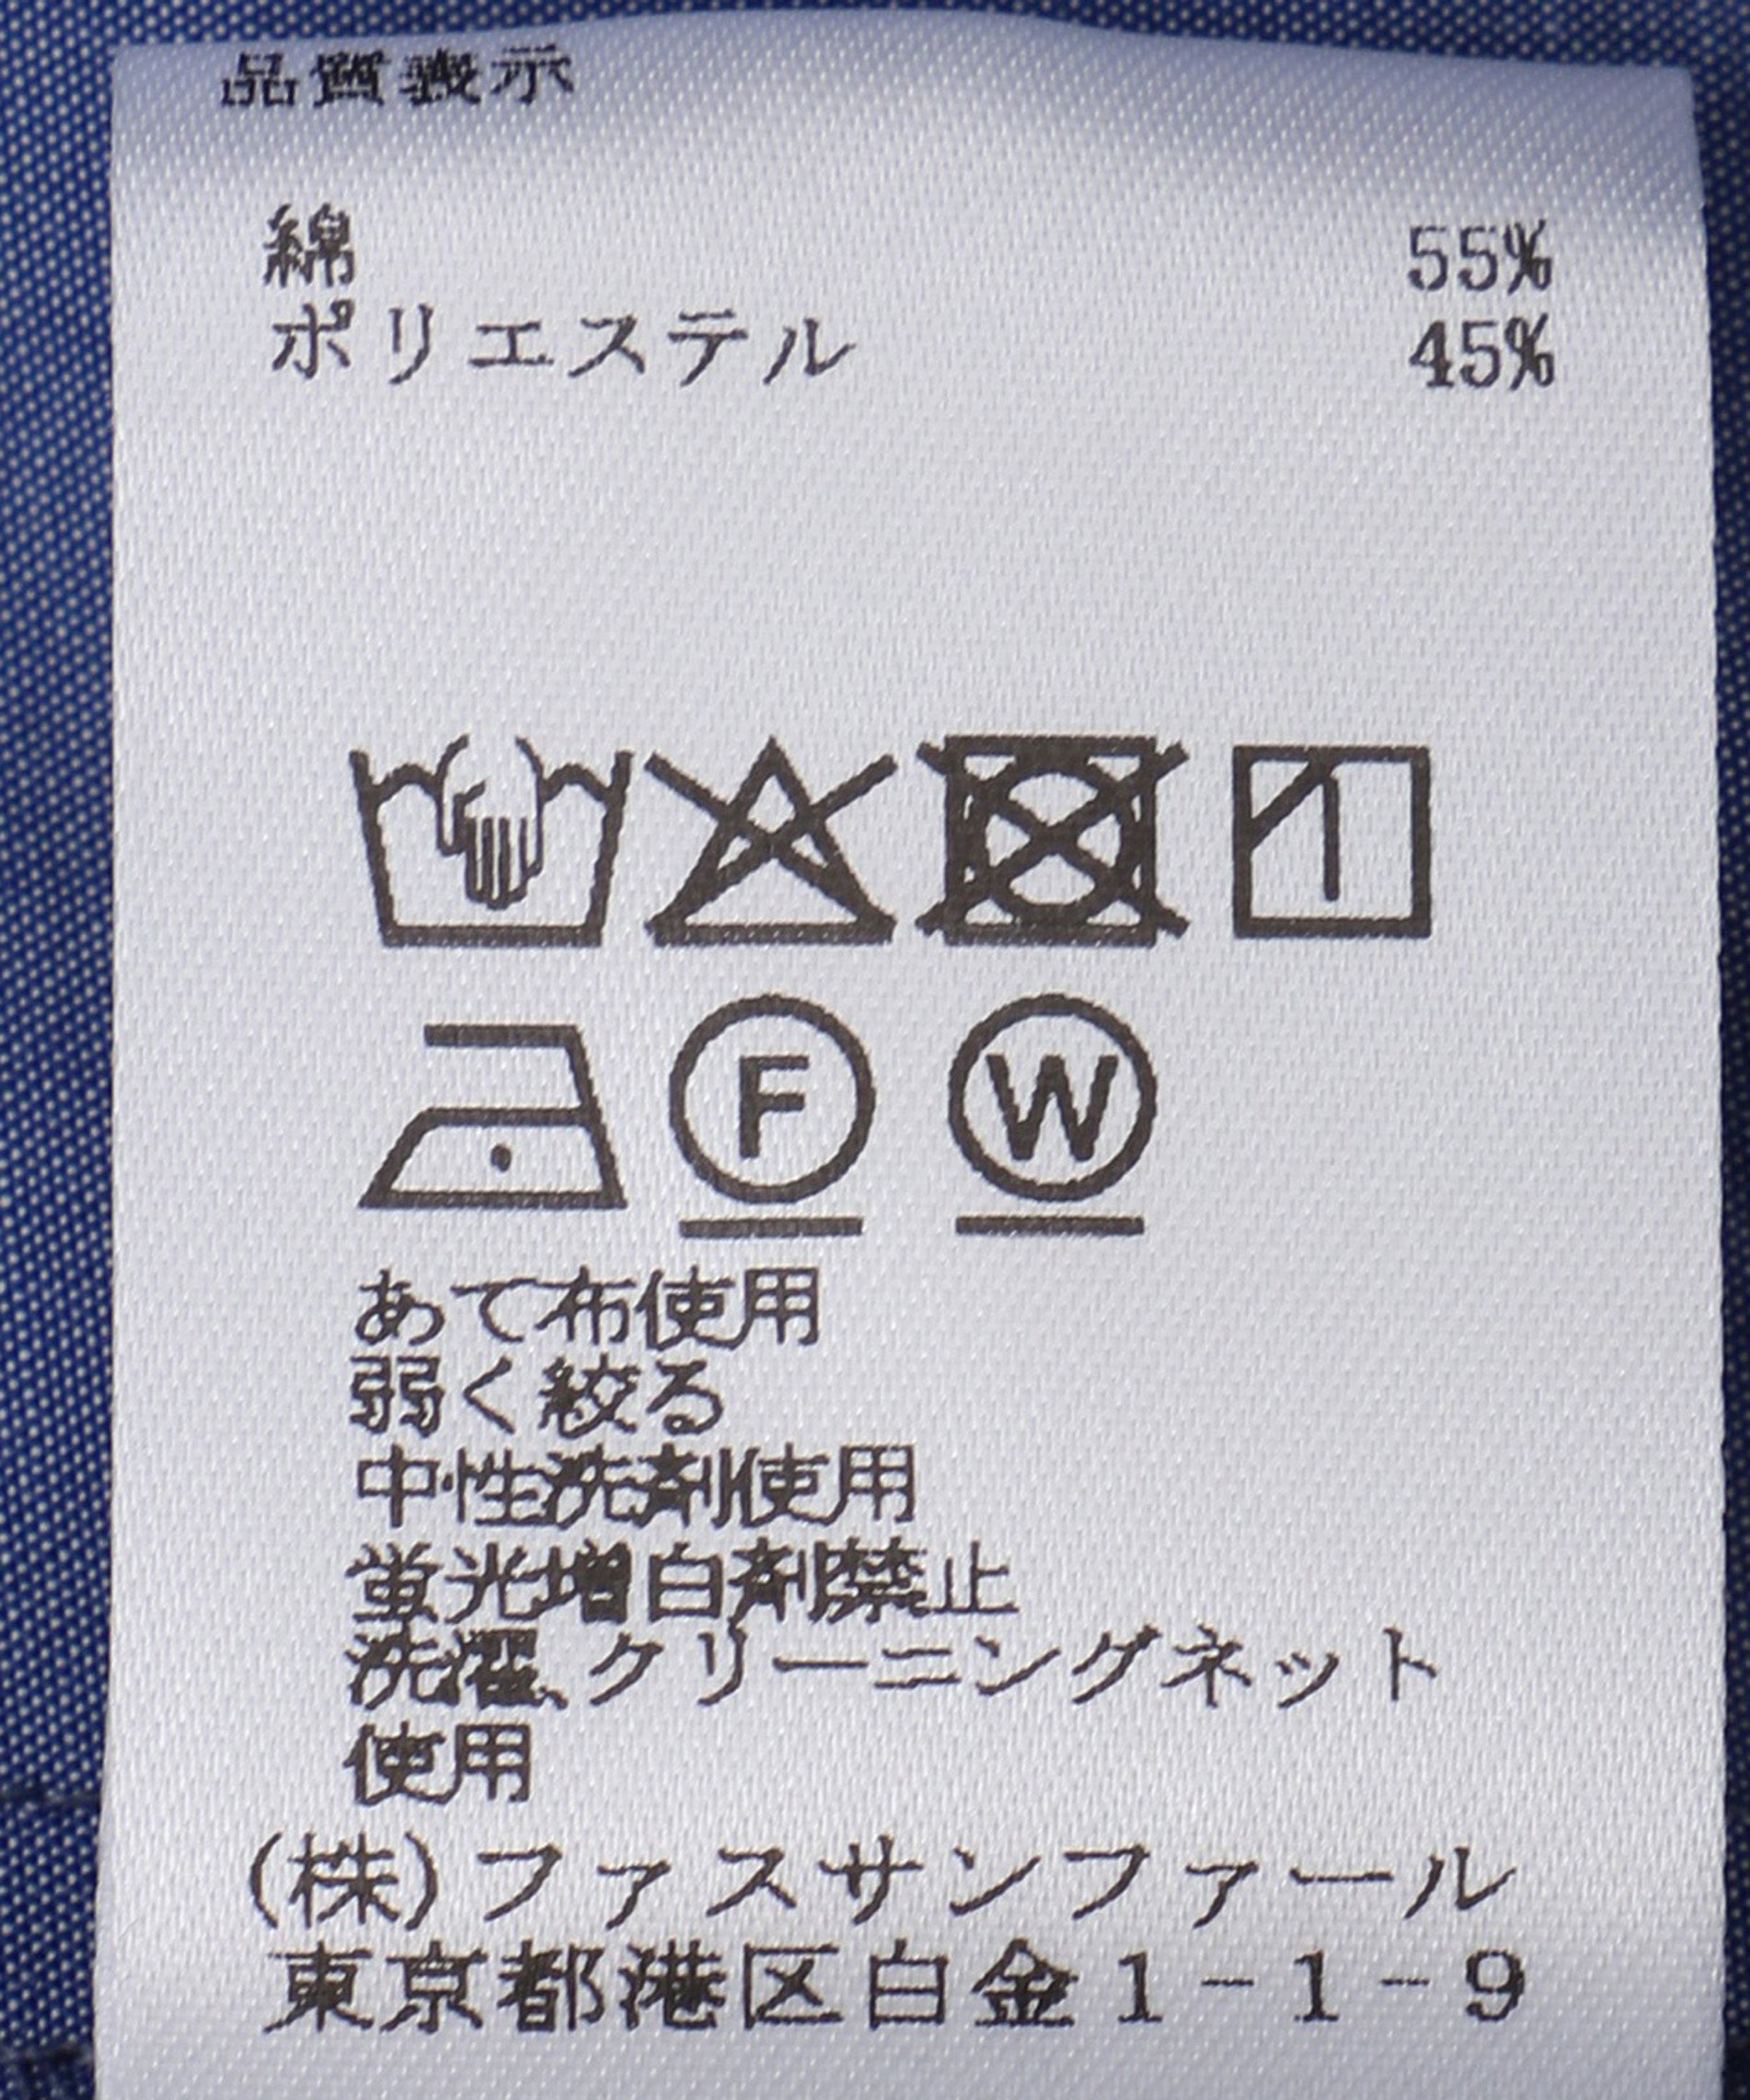 品質表示
綿 55%
ポリエステル 45%
F W
あて布使用
弱く絞る
中性洗剤使用
蛍光増白剤禁止
洗濯、クリーニングネット
使用
(株)ファスサンファール
東京都港区白金1-1-9